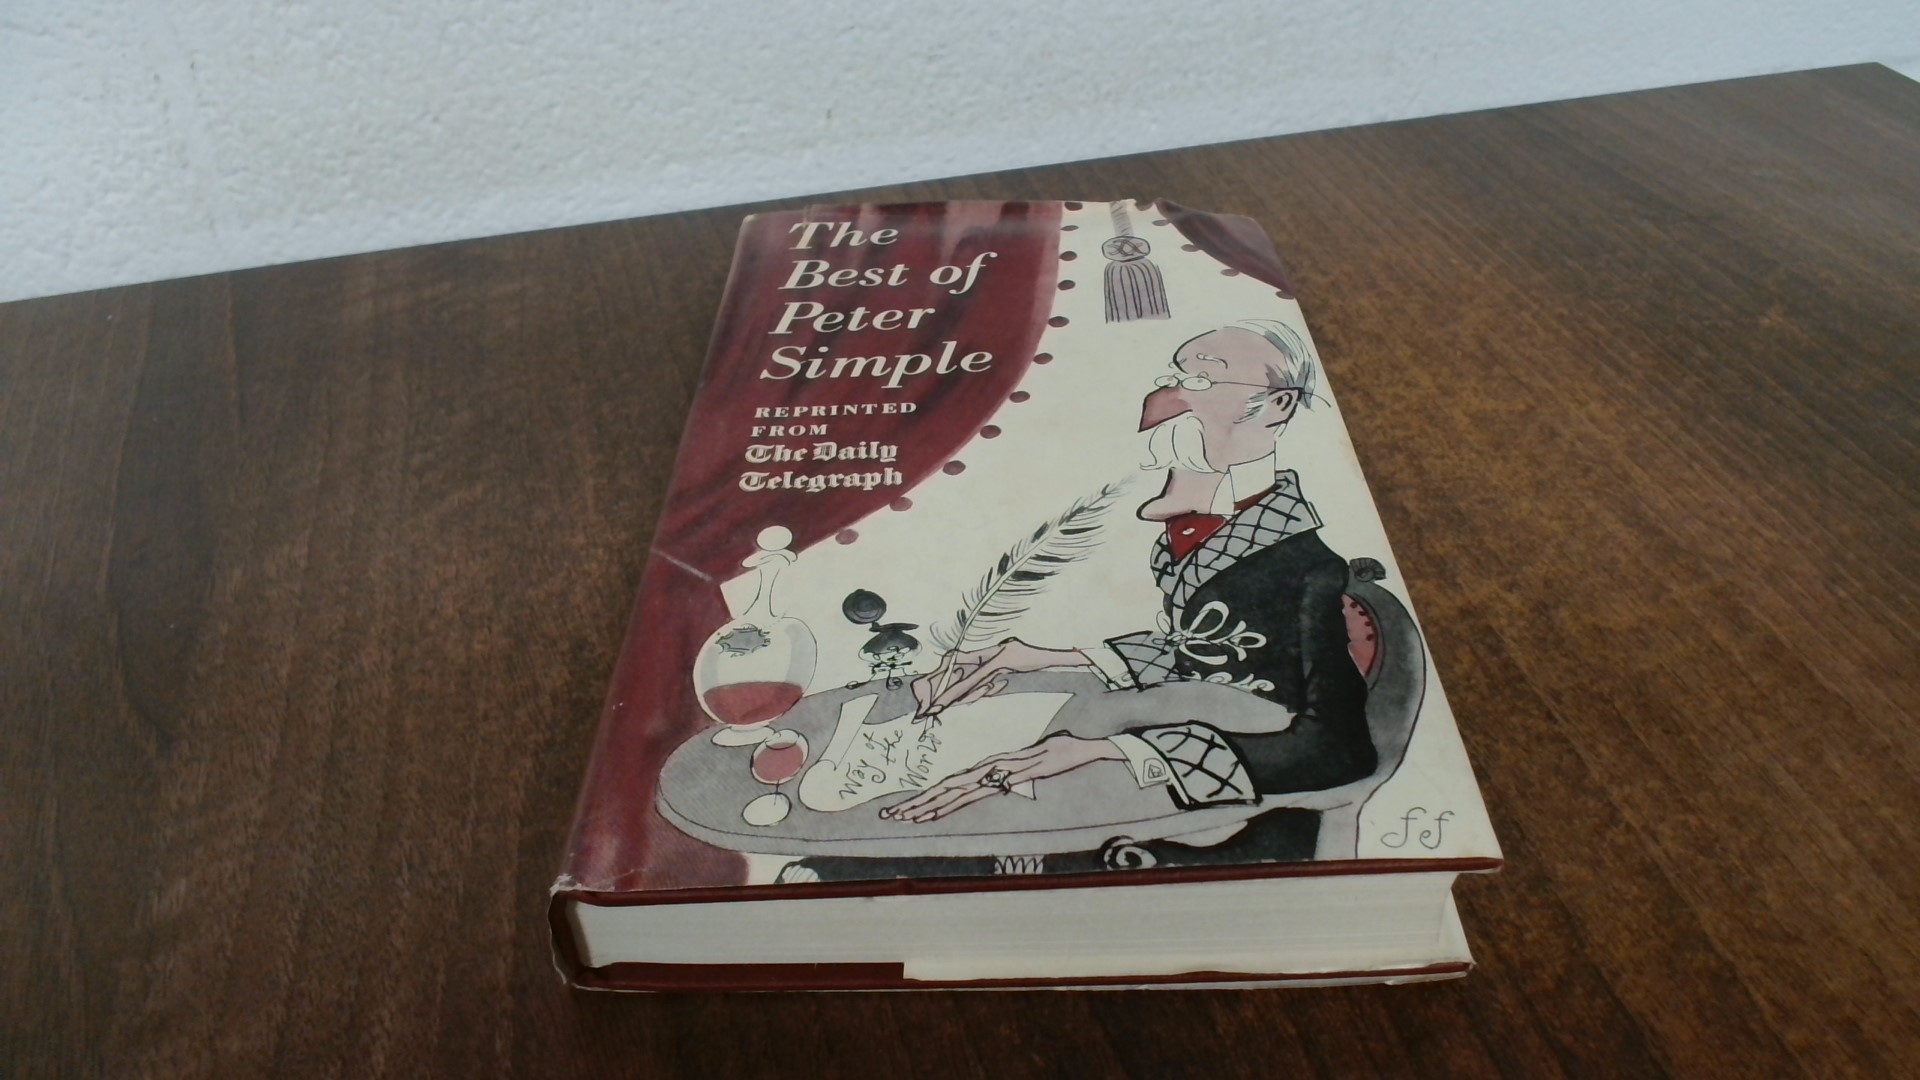 The
Best of
Peter
Simple
REPRINTED
FROM
The Daily
Telegraph
Way of
the
World
ff